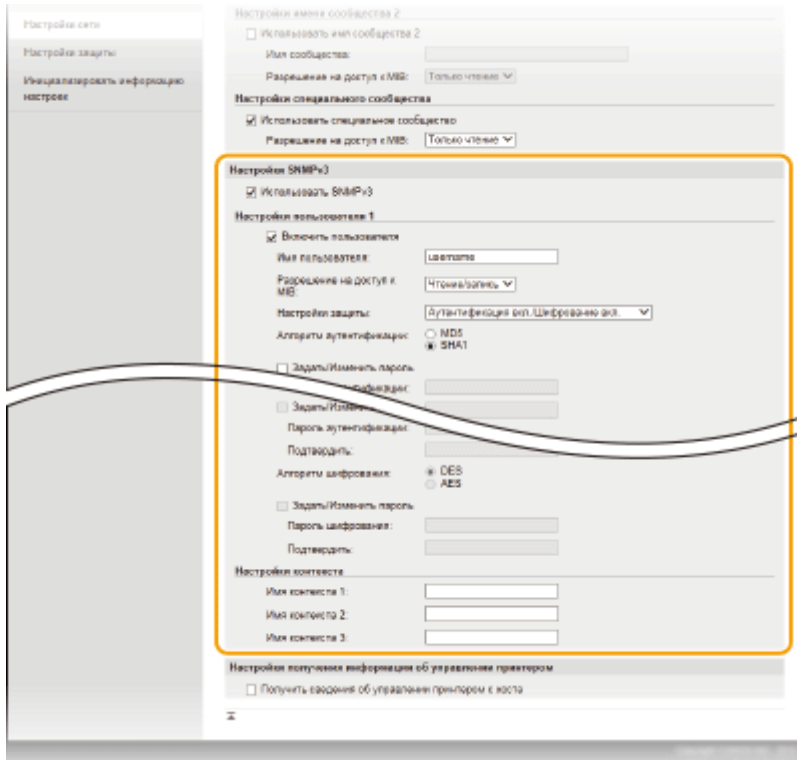 Настройки сети
Настройки защиты
Инициализировать информацию
настроек
Настройки имени сообщества 2
Использовать имя сообщества 2
Имя сообщества:
Разрешение на доступ к MIB:
Только чтение
Настройки специального сообщества
Использовать специальное сообщество
Разрешение на доступ к MIB:
Только чтение
Настройки SNMPv3
Использовать SNMPv3
Настройки пользователя 1
Включить пользователя
Имя пользователя:
username
Разрешение на доступ к
MIB:
Чтение/запись
Настройки защиты:
Аутентификация вкл./Шифрование вкл.
Алгоритм аутентификации:
MD5
SHA1
Задать/Изменить пароль
Задать/Изменить
Пароль аутентификации:
Подтвердить:
Алгоритм шифрования:
DES
AES
Задать/Изменить пароль
Пароль шифрования:
Подтвердить:
Настройки контекста
Имя контекста 1:
Имя контекста 2:
Имя контекста 3:
Настройки получения информации об управлении принтером
Получить сведения об управлении принтером с хоста